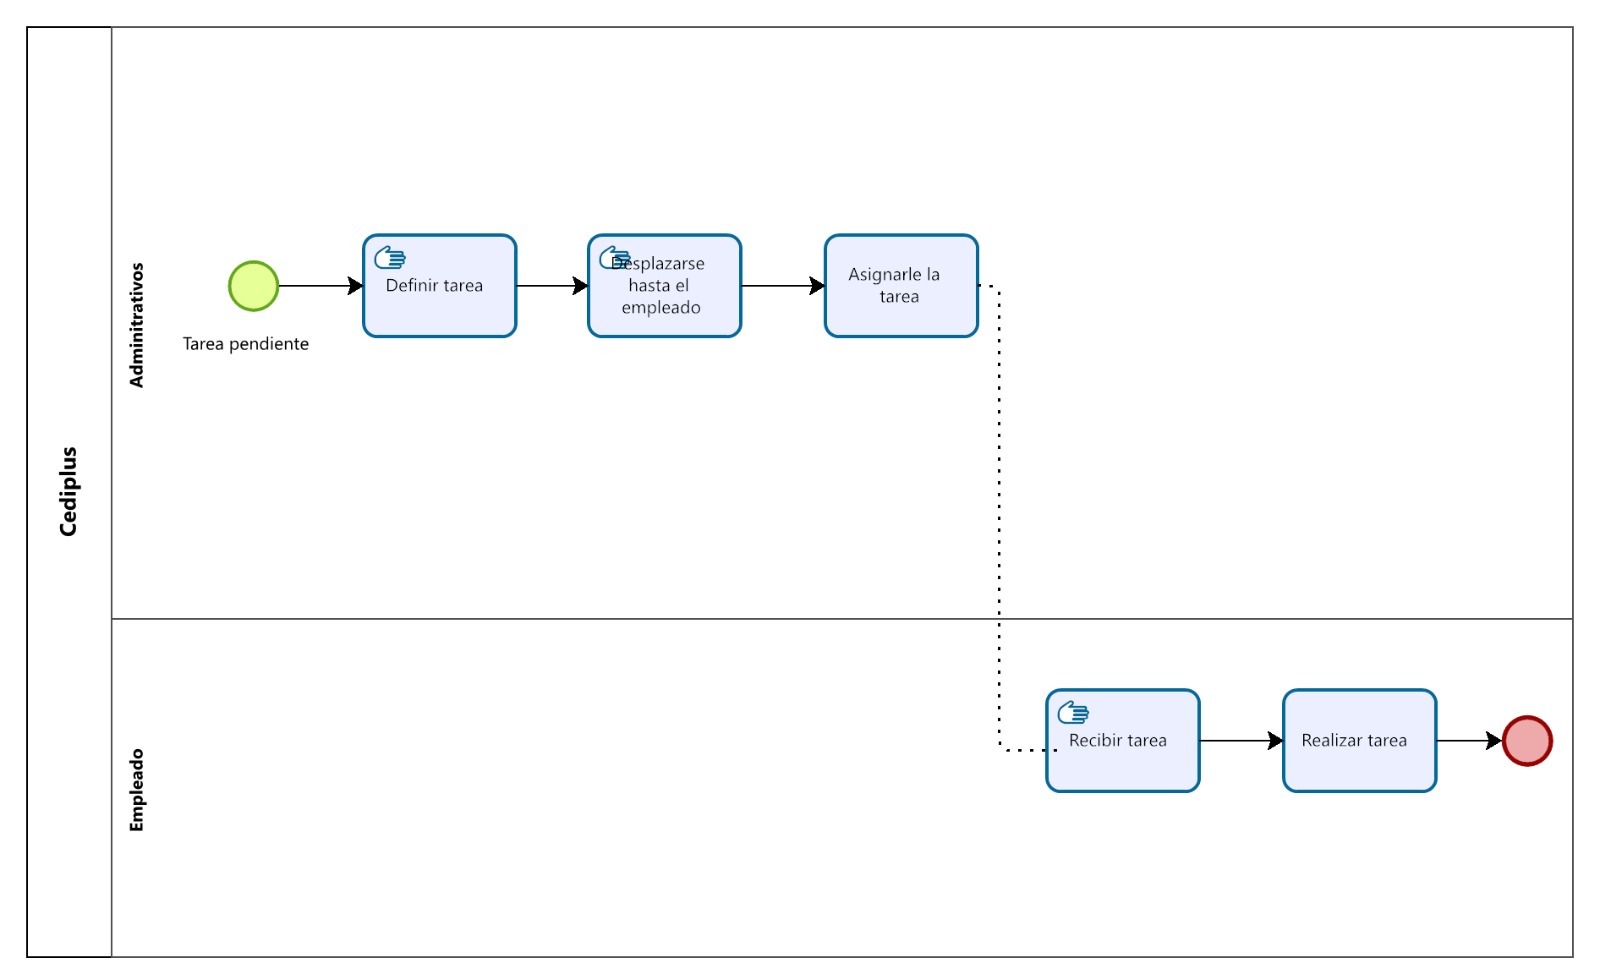 Cediplus
Adminitrativos
Tarea pendiente
Definir tarea
Desplazarse
hasta el
empleado
Asignarle la
tarea
Empleado
Recibir tarea
Realizar tarea